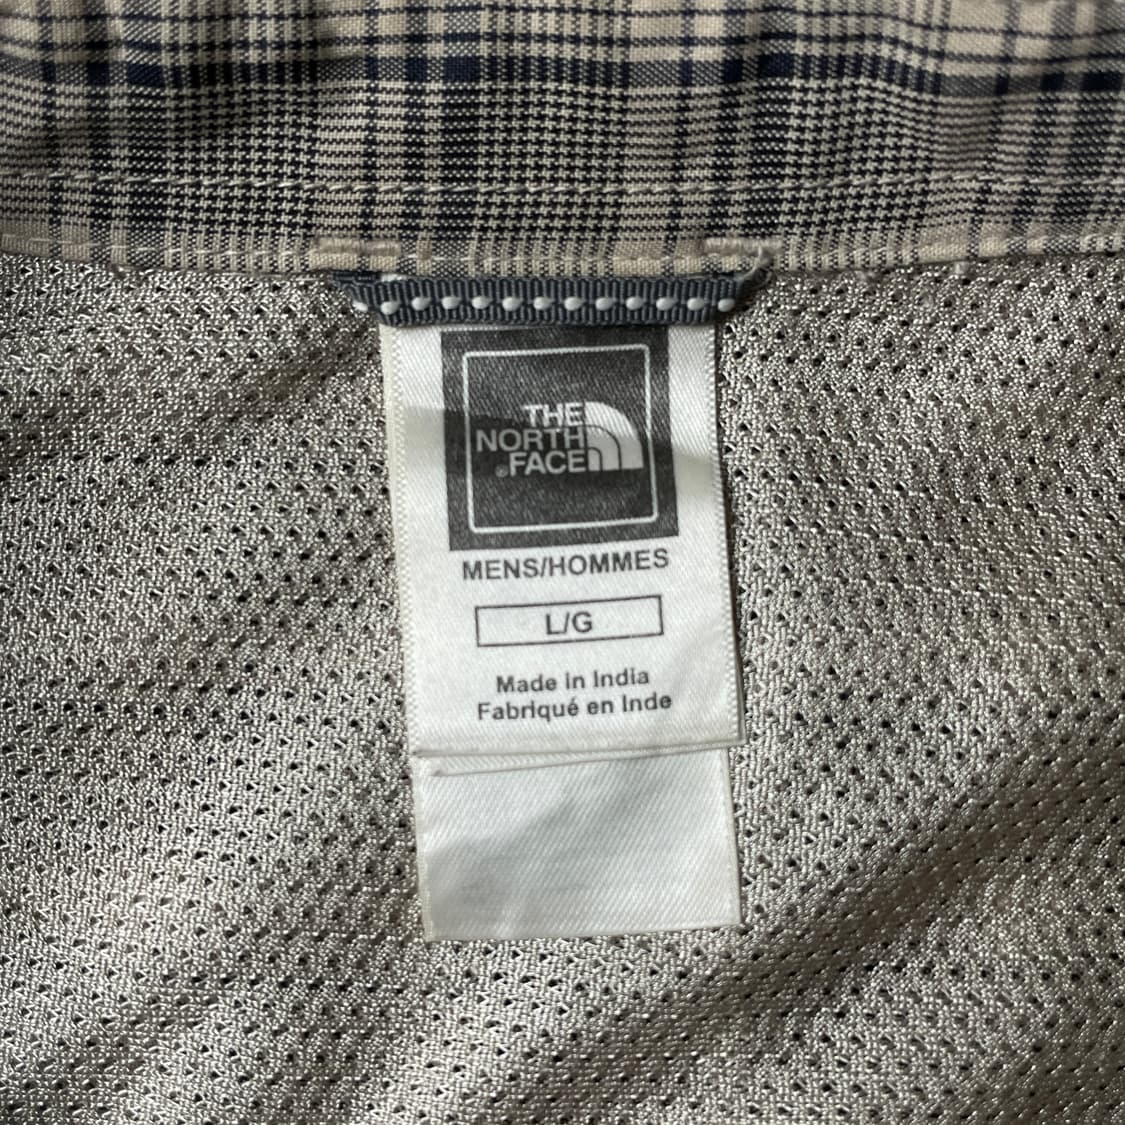 THE
NORTH
FACE
MENS/HOMMES
L/G
Made in India
Fabriqué en Inde